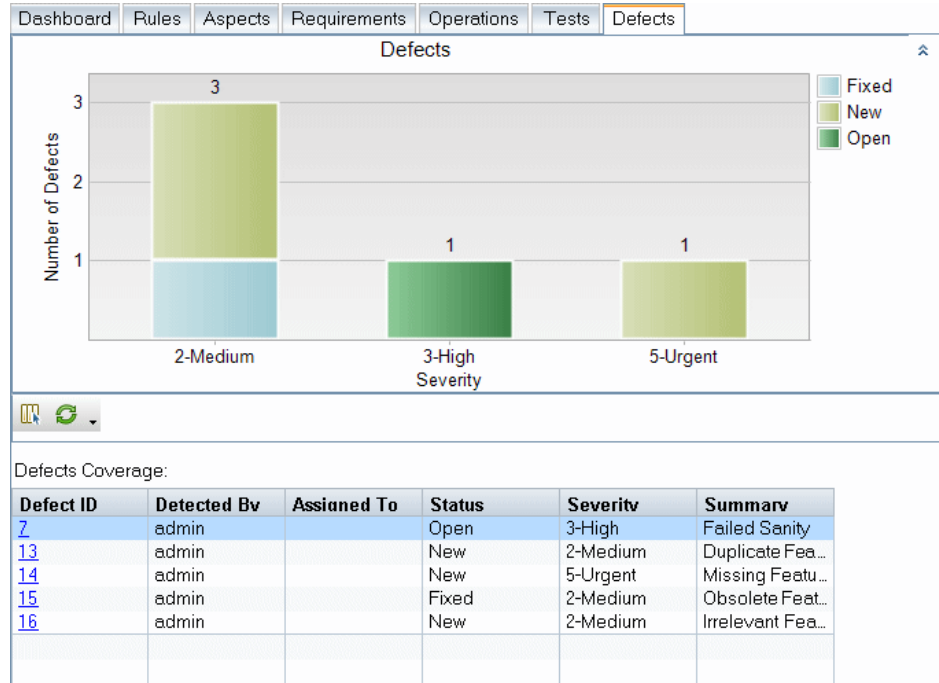 Dashboard Rules Aspects Requirements Operations Tests Defects
Defects
3
Fixed
New
Open
3
2
1
Number of Defects
1
1
2-Medium 3-High 5-Urgent
Severity
Defects Coverage:
Defect ID Detected By Assigned To Status Severity Summary
7 admin Open 3-High Failed Sanity
13 admin New 2-Medium Duplicate Fea...
14 admin New 5-Urgent Missing Featu...
15 admin Fixed 2-Medium Obsolete Feat...
16 admin New 2-Medium Irrelevant Fea...